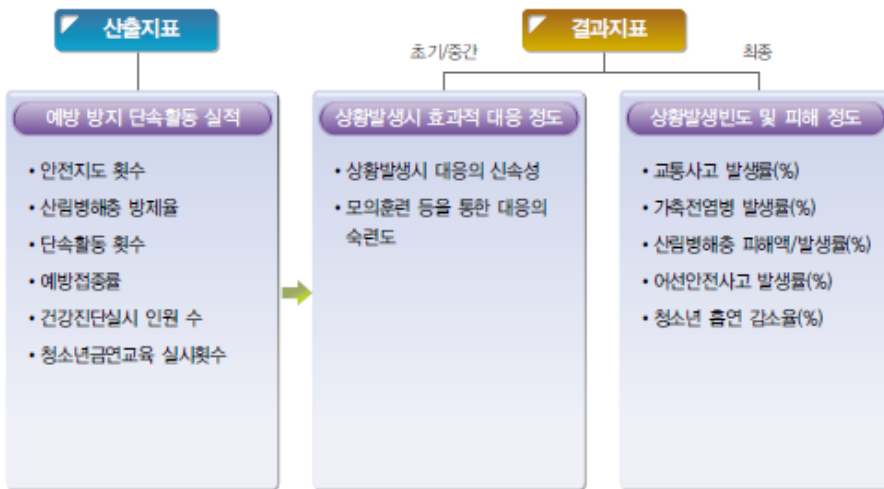 산출지표
결과지표
초기/중간
최종
예방 방지 단속활동 실적
• 안전지도 횟수
• 산림병해충 방제율
• 단속활동 횟수
• 예방접종률
• 건강진단실시 인원 수
• 청소년금연교육 실시횟수
상황발생시 효과적 대응 정도
• 상황발생시 대응의 신속성
• 모의훈련 등을 통한 대응의
숙련도
상황발생빈도 및 피해 정도
• 교통사고 발생률(%)
• 가축전염병 발생률(%)
• 산림병해충 피해액/발생률(%)
• 어선안전사고 발생률(%)
• 청소년 흡연 감소율(%)